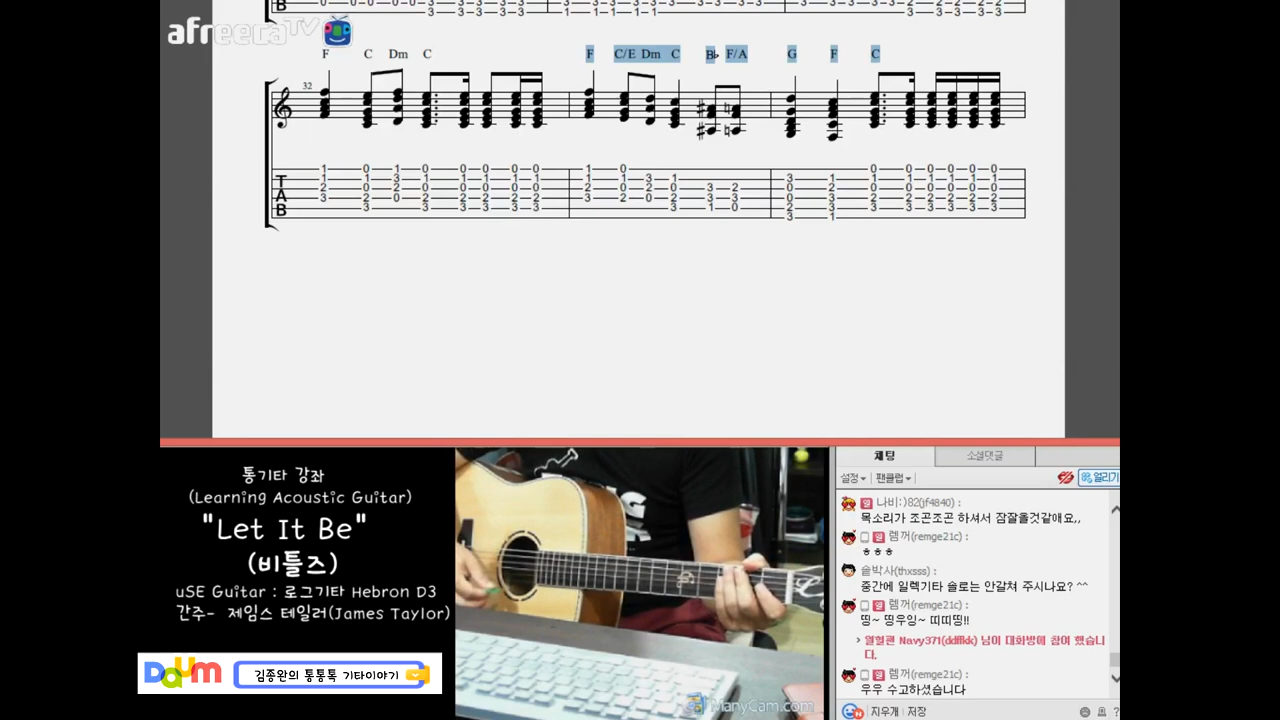 afreecaTV
F C Dm C F C/E Dm C B♭ F/A G F C
32
T
A
B
통기타 강좌
(Learning Acoustic Guitar)
"Let It Be"
(비틀즈)
uSE Guitar : 로그기타 Hebron D3
간주- 제임스 테일러(James Taylor)
Daum
김종완의 통통톡 기타이야기
ManyCam.com
채팅 소셜댓글
설정 팬클럽 얼리기
열 나비:)82(jf4840) :
목소리가 조곤조곤 하셔서 잠잘올것같애요,,
열 렘꺼(remge21c) :
ㅎㅎㅎ
솥박사(thxsss) :
중간에 일렉기타 솔로는 안갈쳐 주시나요? ^^
열 렘꺼(remge21c) :
띵~ 띵우잉~ 띠띠띵!!
열혈팬 Navy371(ddffkk) 님이 대화방에 참여 했습니
다.
열 렘꺼(remge21c) :
우우 수고하셨습니다
지우개 저장 ?